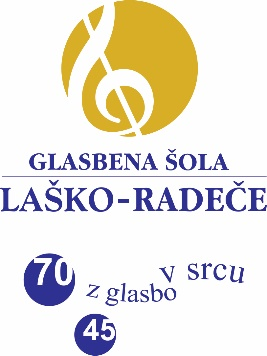 GLASBENA ŠOLA
LAŠKO-RADEČE
70 z glasbo v srcu
45